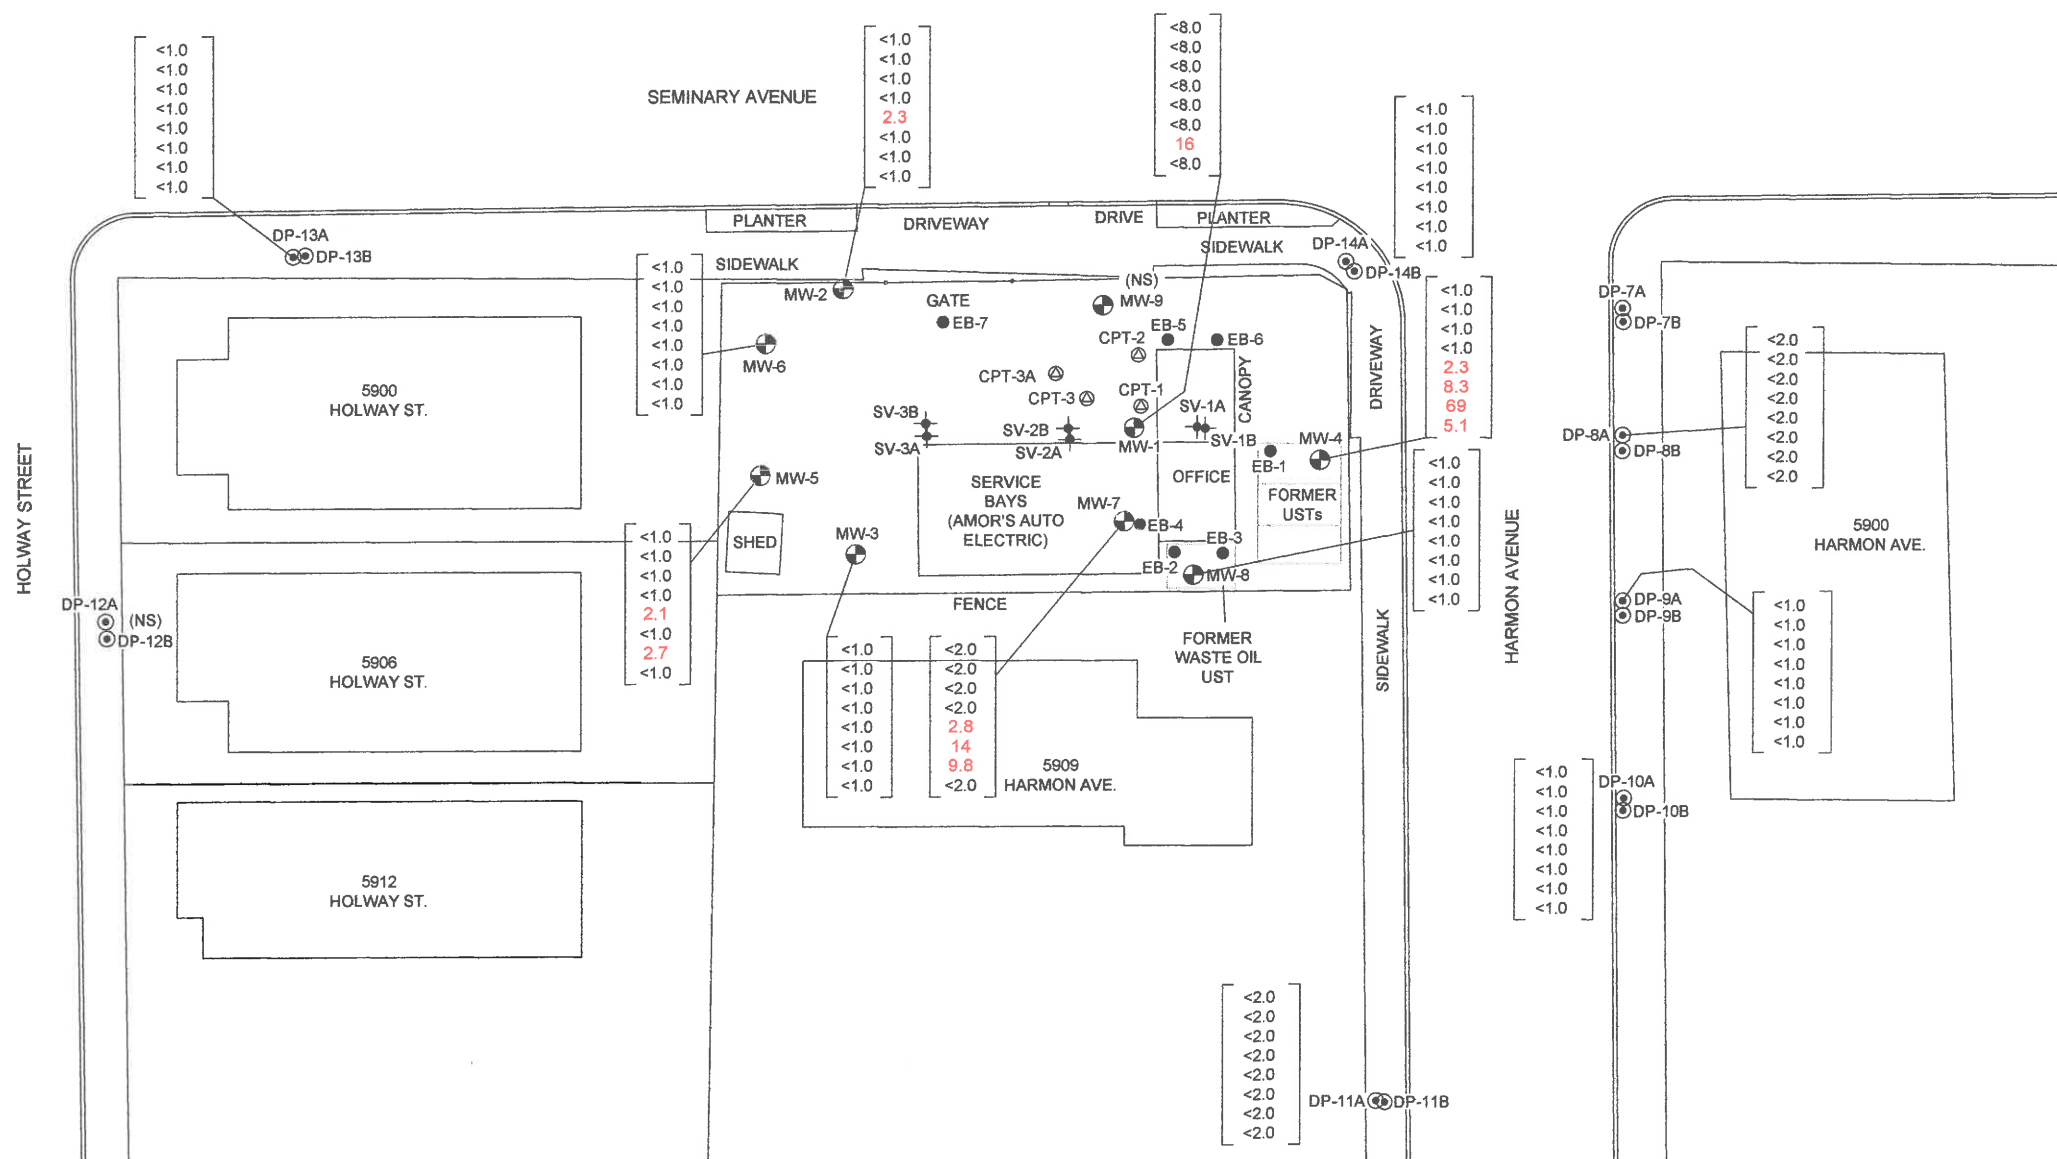 <1.0
<1.0
<1.0
<1.0
<1.0
<1.0
<1.0
<1.0
SEMINARY AVENUE
<1.0
<1.0
<1.0
<1.0
2.3
<1.0
<1.0
<1.0
<8.0
<8.0
<8.0
<8.0
<8.0
<8.0
16
<8.0
<1.0
<1.0
<1.0
<1.0
<1.0
<1.0
<1.0
<1.0
PLANTER
DRIVEWAY
DRIVE
PLANTER
SIDEWALK
SIDEWALK
DP-13A
DP-13B
DP-14A
DP-14B
<1.0
<1.0
<1.0
<1.0
<1.0
<1.0
<1.0
<1.0
MW-2
GATE
EB-7
(NS)
MW-9
MW-6
EB-5
EB-6
CPT-2
CPT-3A
CPT-3
CPT-1
CANOPY
DRIVEWAY
<1.0
<1.0
<1.0
<1.0
2.3
8.3
69
5.1
DP-7A
DP-7B
<2.0
<2.0
<2.0
<2.0
<2.0
<2.0
<2.0
<2.0
5900
HOLWAY ST.
SV-3B
SV-3A
SV-2B
SV-2A
MW-1
SV-1A
SV-1B
MW-4
EB-1
DP-8A
DP-8B
HOLWAY STREET
MW-5
SERVICE
BAYS
(AMOR'S AUTO
ELECTRIC)
OFFICE
FORMER
USTs
MW-7
EB-4
<1.0
<1.0
<1.0
<1.0
<1.0
<1.0
<1.0
<1.0
HARMON AVENUE
5900
HARMON AVE.
<1.0
<1.0
<1.0
<1.0
2.1
<1.0
2.7
<1.0
SHED
MW-3
EB-3
EB-2
MW-8
FENCE
DP-12A
(NS)
DP-12B
DP-9A
DP-9B
<1.0
<1.0
<1.0
<1.0
<1.0
<1.0
<1.0
<1.0
5906
HOLWAY ST.
<1.0
<1.0
<1.0
<1.0
<1.0
<1.0
<1.0
<1.0
<2.0
<2.0
<2.0
<2.0
2.8
14
9.8
<2.0
FORMER
WASTE OIL
UST
SIDEWALK
5909
HARMON AVE.
<1.0
<1.0
<1.0
<1.0
<1.0
<1.0
<1.0
<1.0
DP-10A
DP-10B
5912
HOLWAY ST.
<2.0
<2.0
<2.0
<2.0
<2.0
<2.0
<2.0
<2.0
DP-11A
DP-11B